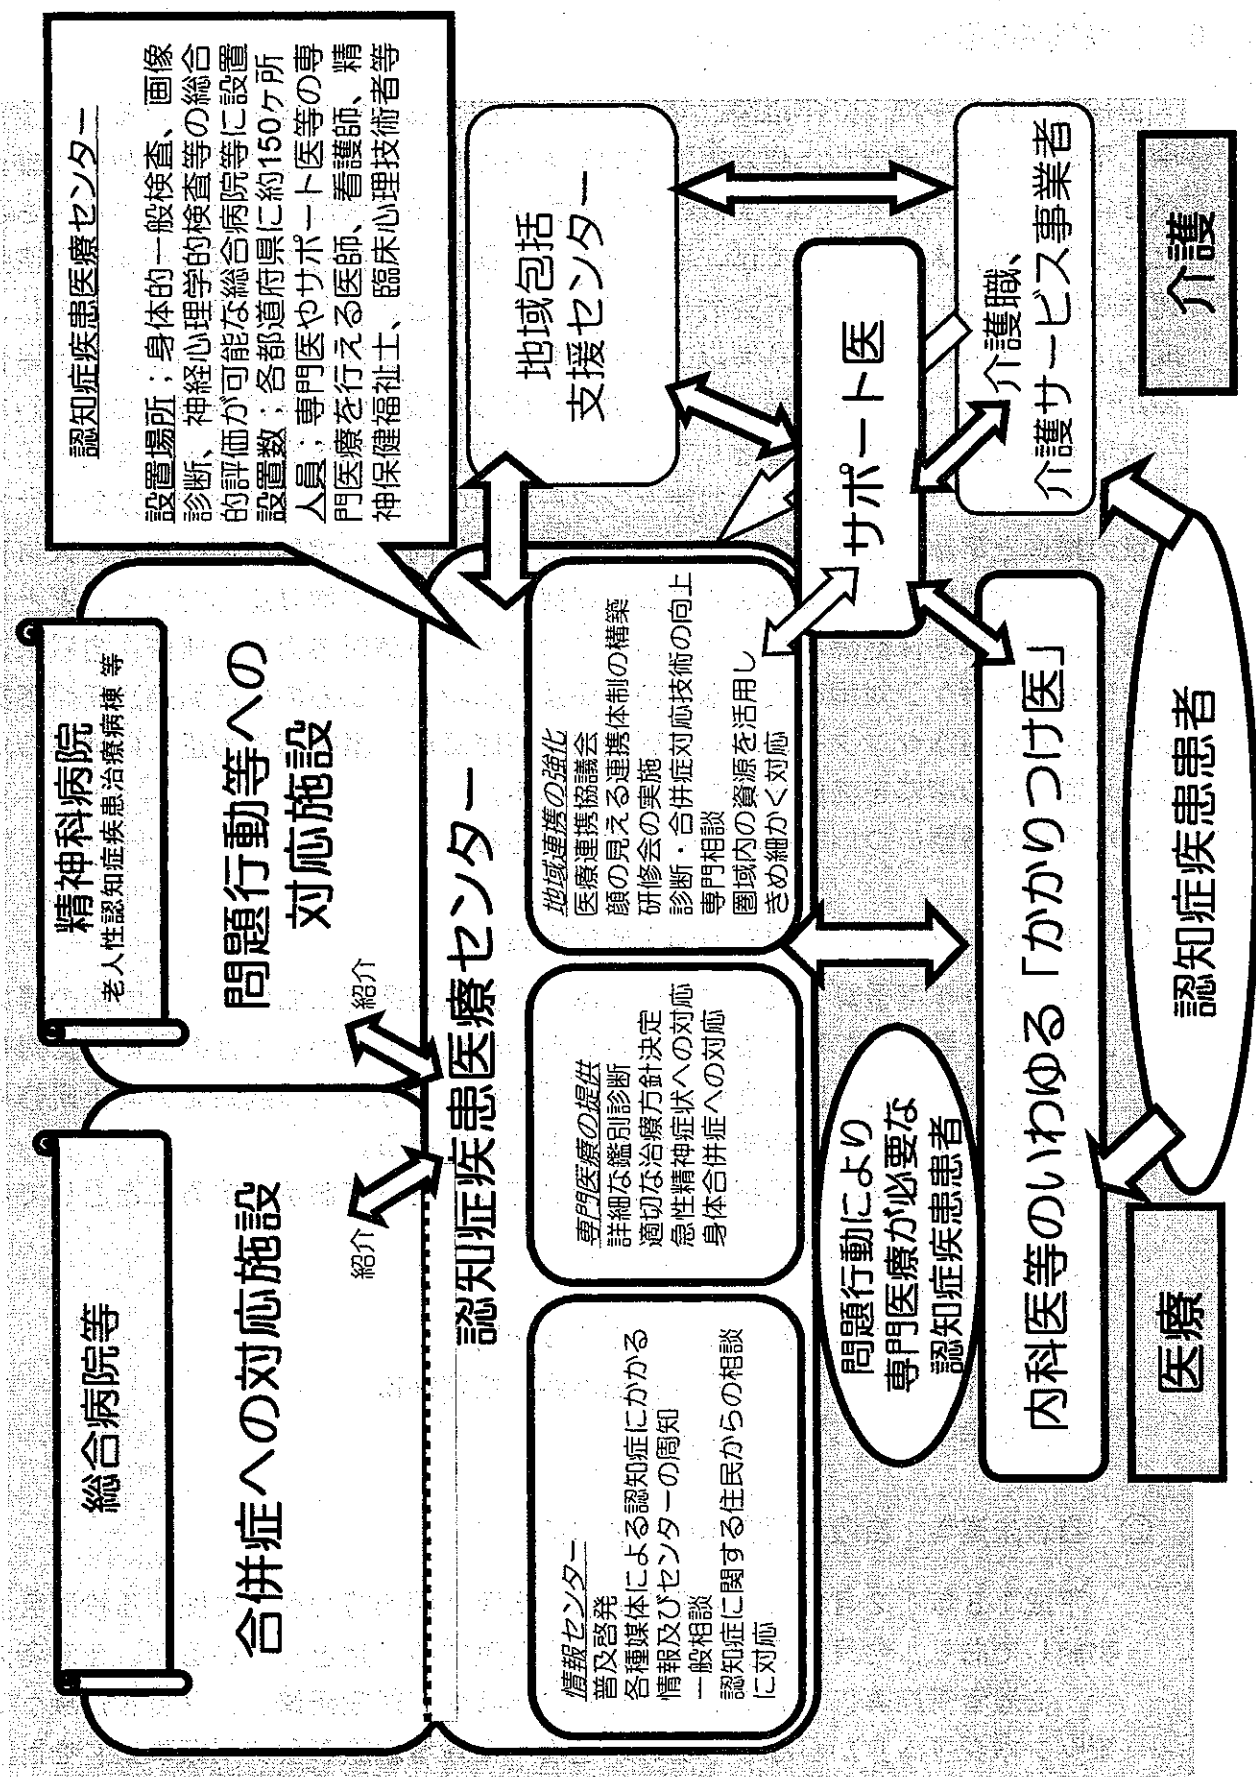 総合病院等
合併症への対応施設
紹介
精神科病院
老人性認知症疾患治療病棟 等
問題行動等への
対応施設
紹介
認知症疾患医療センター
設置場所；身体的一般検査、画像
診断、神経心理学的検査等の総合
的評価が可能な総合病院等に設置
設置数；各都道府県に約150ヶ所
人員；専門医やサポート医等の専
門医療を行える医師、看護師、精
神保健福祉士、臨床心理技術者等
認知症疾患医療センター
情報センター
普及啓発
各種媒体による認知症にかかる
情報及びセンターの周知
一般相談
認知症に関する住民からの相談
に対応
専門医療の提供
詳細な鑑別診断
適切な治療方針決定
急性精神症状への対応
身体合併症への対応
地域連携の強化
医療連携協議会
顔の見える連携体制の構築
研修会の実施
診断・合併症対応技術の向上
専門相談
圏域内の資源を活用し
きめ細かく対応
地域包括
支援センター
サポート医
問題行動により
専門医療が必要な
認知症疾患患者
内科医等のいわゆる「かかりつけ医」
介護職、
介護サービス事業者
医療
認知症疾患患者
介護